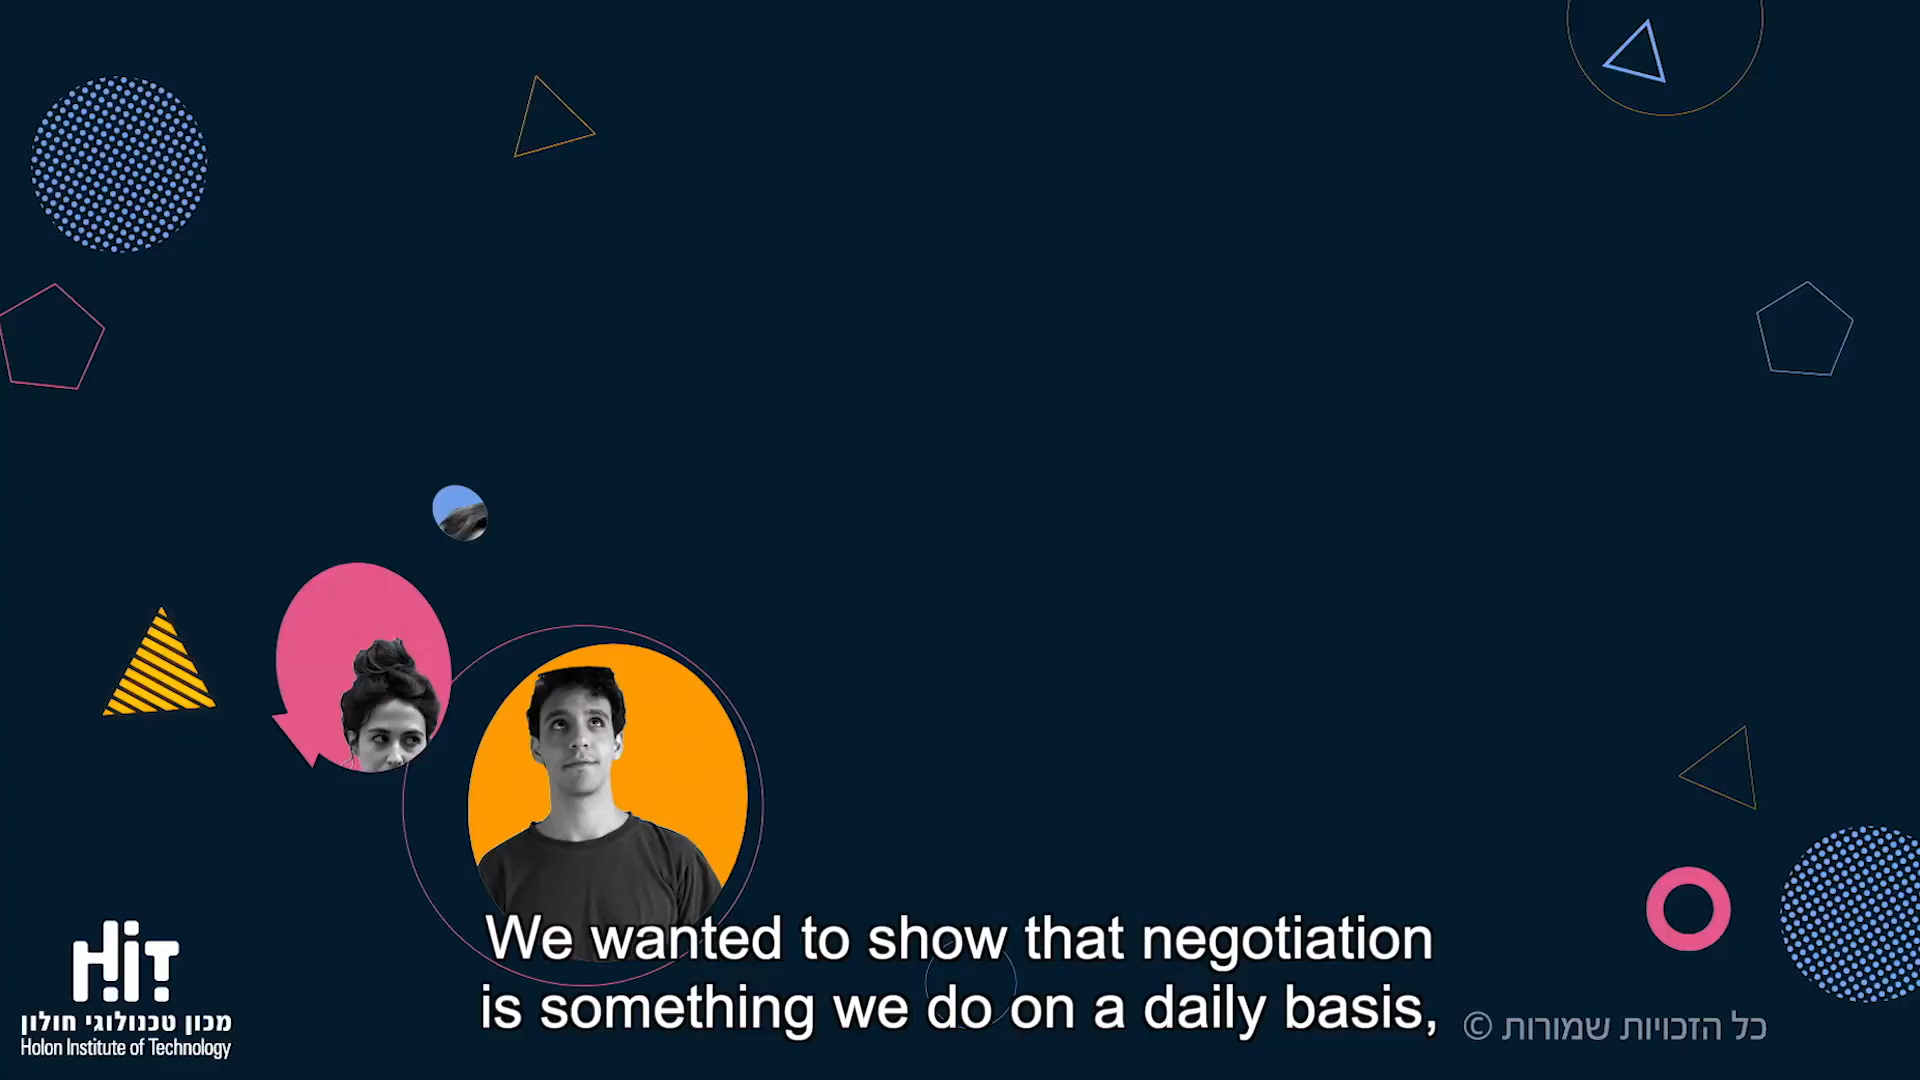 We wanted to show that negotiation
is something we do on a daily basis,
HiT
מכון טכנולוגי חולון
Holon Institute of Technology
כל הזכויות שמורות ©